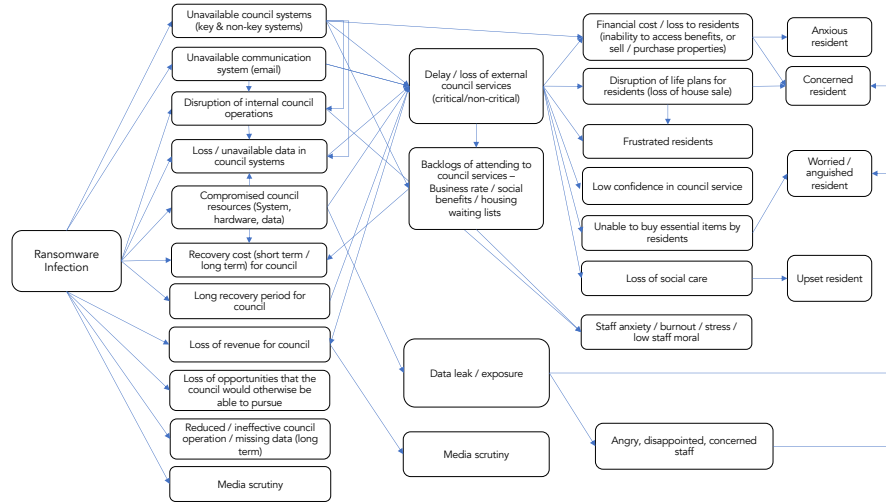 Unavailable council systems
(key & non-key systems)
Unavailable communication
system (email)
Disruption of internal council
operations
Loss / unavailable data in
council systems
Compromised council
resources (System,
hardware, data)
Ransomware
Infection
Recovery cost (short term /
long term) for council
Long recovery period for
council
Loss of revenue for council
Loss of opportunities that the
council would otherwise be
able to pursue
Reduced / ineffective council
operation / missing data (long
term)
Media scrutiny
Delay / loss of external
council services
(critical/non-critical)
Backlogs of attending to
council services –
Business rate / social
benefits / housing
waiting lists
Data leak / exposure
Media scrutiny
Financial cost / loss to residents
(inability to access benefits, or
sell / purchase properties)
Disruption of life plans for
residents (loss of house sale)
Frustrated residents
Low confidence in council service
Unable to buy essential items by
residents
Loss of social care
Staff anxiety / burnout / stress /
low staff moral
Angry, disappointed, concerned
staff
Anxious
resident
Concerned
resident
Worried /
anguished
resident
Upset resident